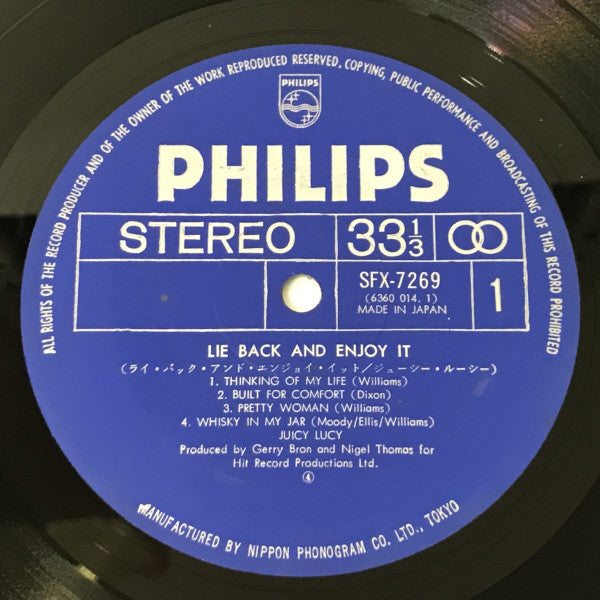 ALL RIGHTS OF THE RECORD PRODUCER AND OF THE OWNER OF THE WORK REPRODUCED RESERVED. COPYING, PUBLIC PERFORMANCE AND BROADCASTING OF THIS RECORD PROHIBITED
PHILIPS
PHILIPS
STEREO 33 1/3
SFX-7269
(6360 014. 1)
MADE IN JAPAN
1
LIE BACK AND ENJOY IT
(ライ・バック・アンド・エンジョイ・イット/ジューシー・ルーシー)
1. THINKING OF MY LIFE (Williams)
2. BUILT FOR COMFORT (Dixon)
3. PRETTY WOMAN (Williams)
4. WHISKY IN MY JAR (Moody/Ellis/Williams)
JUICY LUCY
Produced by Gerry Bron and Nigel Thomas for
Hit Record Productions Ltd.
④
MANUFACTURED BY NIPPON PHONOGRAM CO. LTD., TOKYO